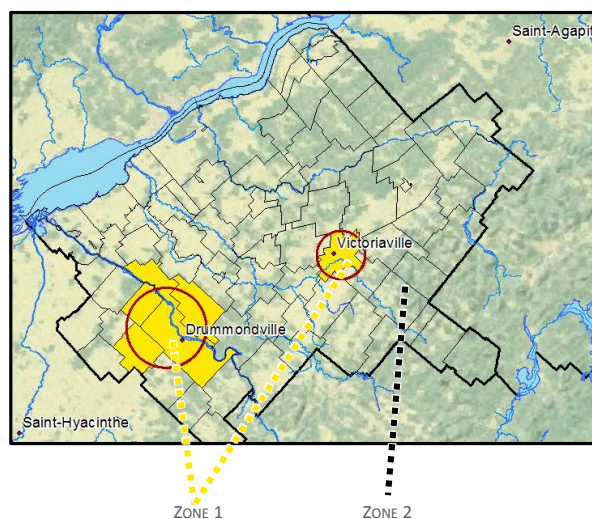 Saint-Agapit
Victoriaville
Drummondville
Saint-Hyacinthe
ZONE 1
ZONE 2